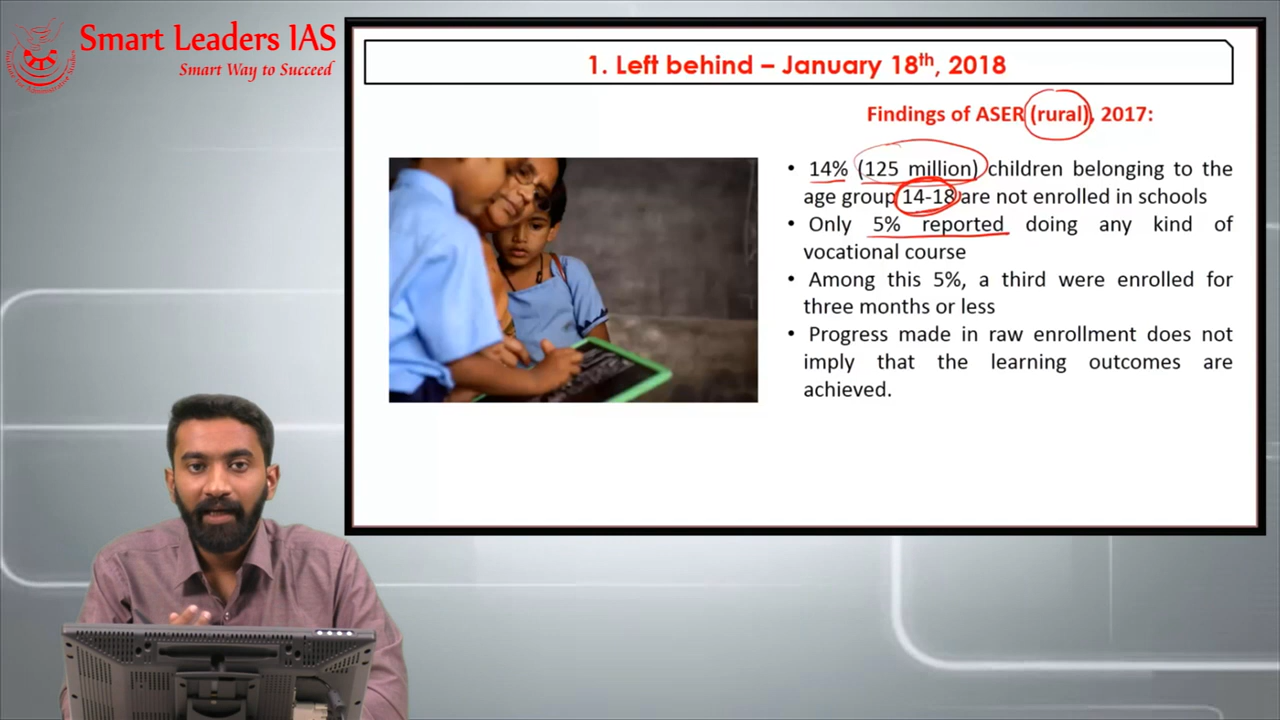 Smart Leaders IAS
Smart Way to Succeed
1. Left behind – January 18th, 2018
Findings of ASER (rural), 2017:
• 14% (125 million) children belonging to the
age group 14-18 are not enrolled in schools
• Only 5% reported doing any kind of
vocational course
• Among this 5%, a third were enrolled for
three months or less
• Progress made in raw enrollment does not
imply that the learning outcomes are
achieved.